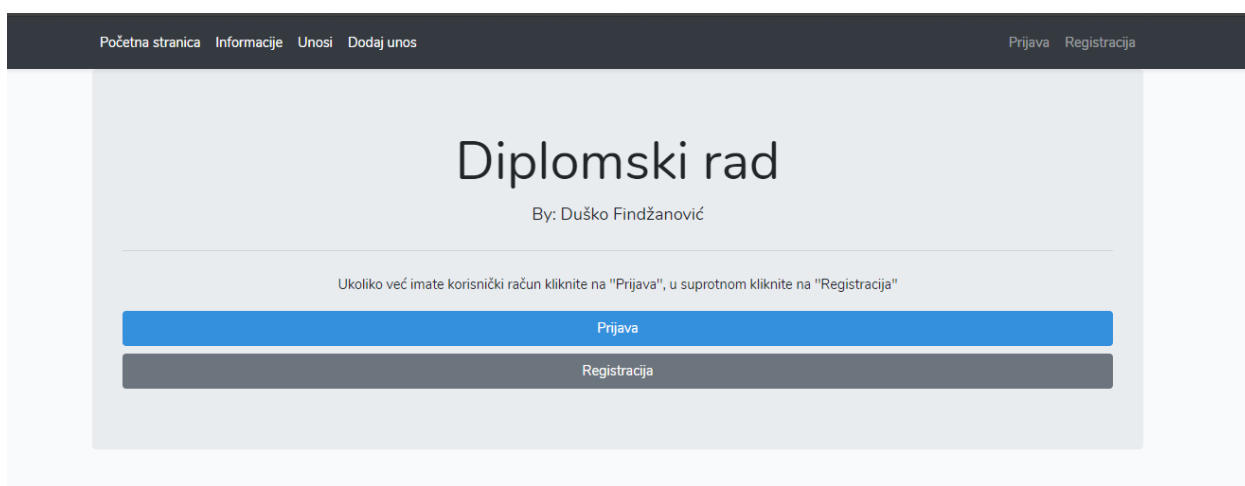 Početna stranica Informacije Unosi Dodaj unos Prijava Registracija
Diplomski rad
By: Duško Findžanović
Ukoliko već imate korisnički račun kliknite na "Prijava", u suprotnom kliknite na "Registracija"
Prijava
Registracija